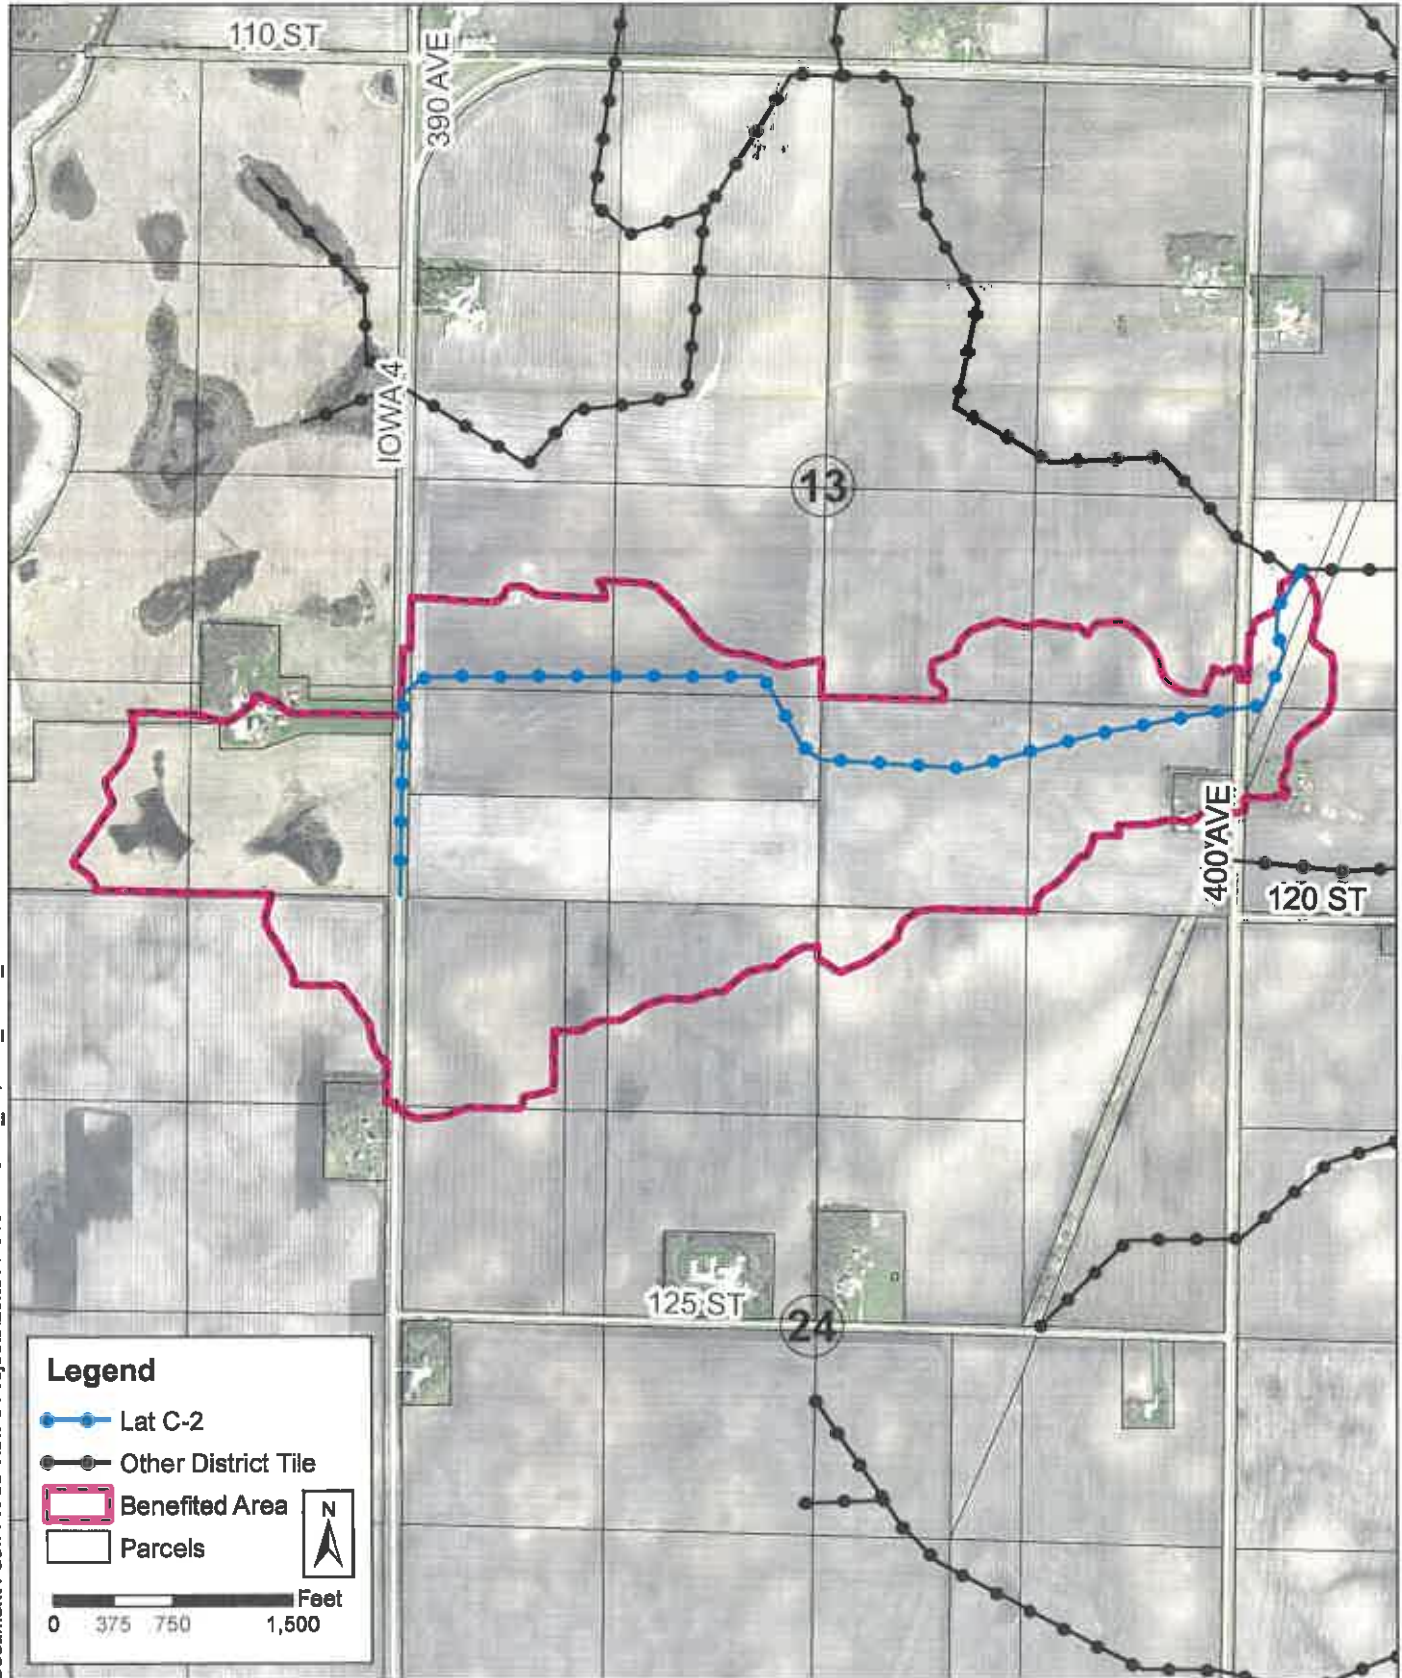 110 ST
390 AVE
IOWA 4
13
400 AVE
120 ST
125 ST
24
Legend
Lat C-2
Other District Tile
Benefited Area
Parcels
N
Feet
0 375 750 1,500